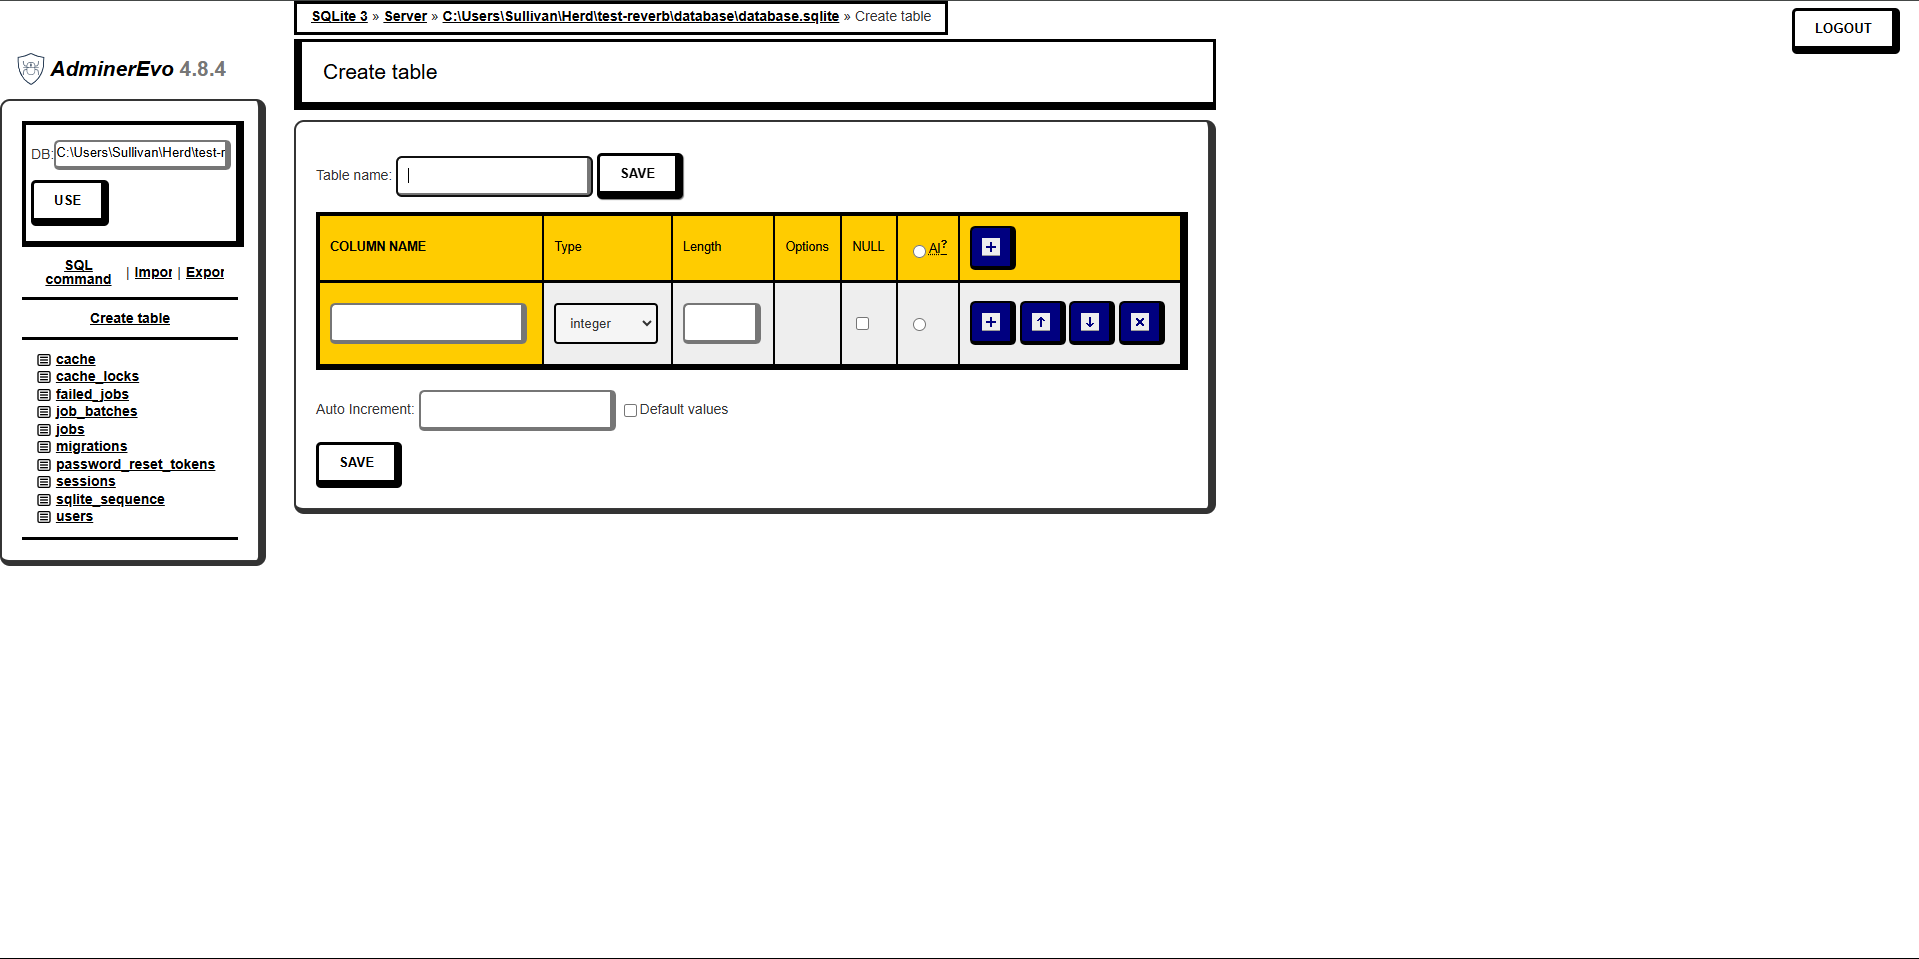 SQLite 3 » Server » C:\Users\Sullivan\Herd\test-reverb\database\database.sqlite » Create table
LOGOUT
AdminerEvo 4.8.4
Create table
DB: C:\Users\Sullivan\Herd\test-r
USE
SQL command | Impor | Expor
Create table
cache
cache_locks
failed_jobs
job_batches
jobs
migrations
password_reset_tokens
sessions
sqlite_sequence
users
Table name: SAVE
COLUMN NAME Type Length Options NULL AI?
integer
Auto Increment: Default values
SAVE